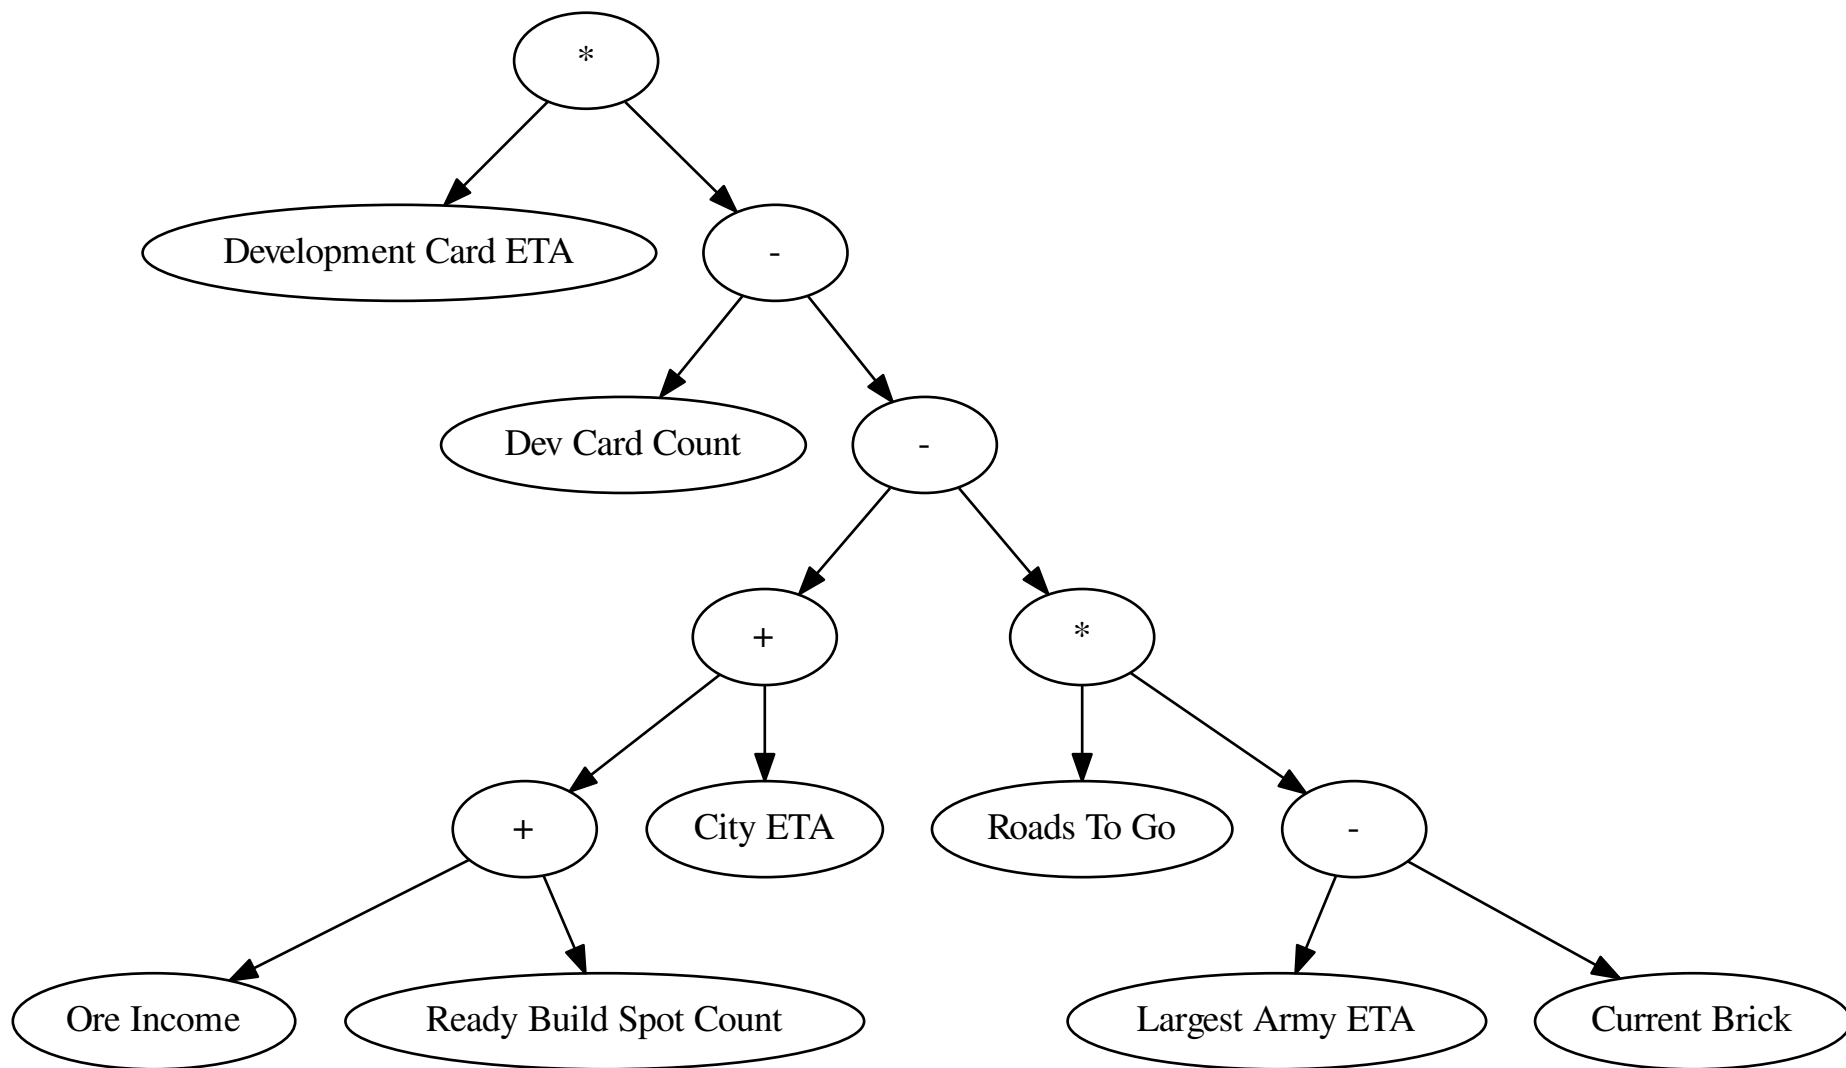 *
Development Card ETA
-
Dev Card Count
-
+
*
+
City ETA
Roads To Go
-
Ore Income
Ready Build Spot Count
Largest Army ETA
Current Brick